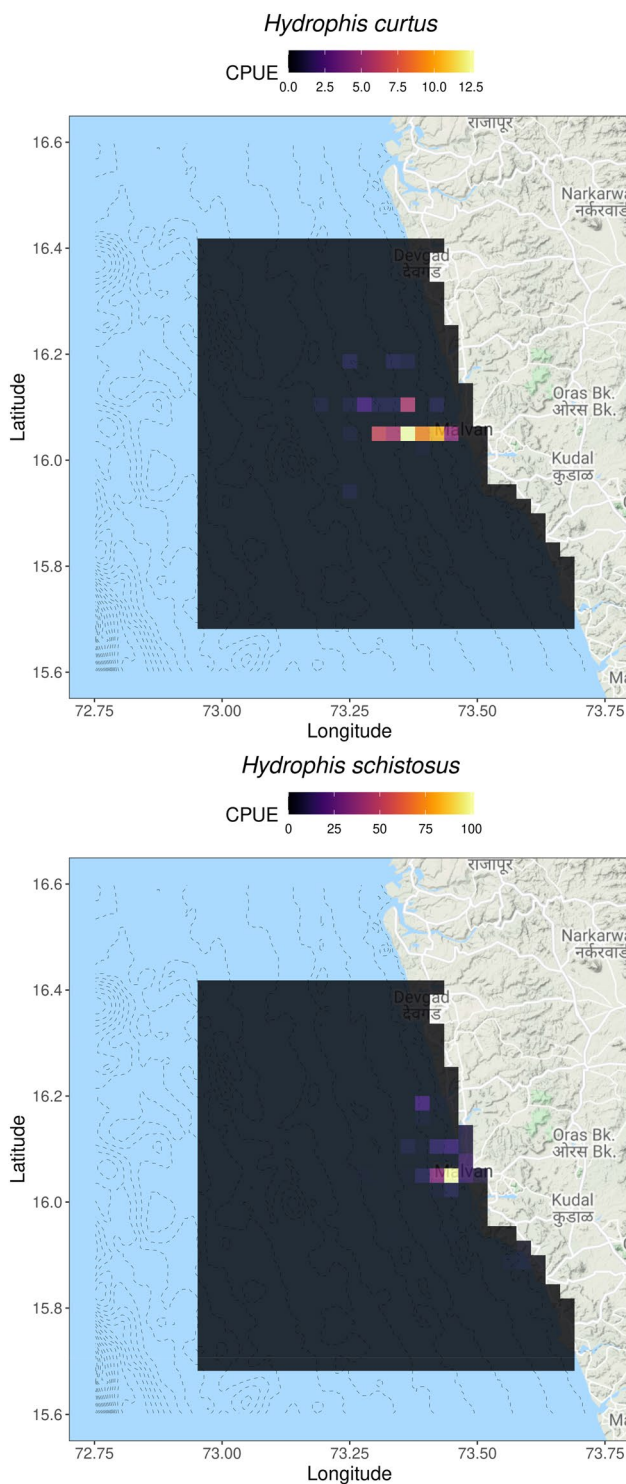 Hydrophis curtus
CPUE
0.0 2.5 5.0 7.5 10.0 12.5
16.6
16.4
16.2
16.0
15.8
15.6
Latitude
राजापूर
Narkarwa
नर्करवाड
Devgad
देवगड
Oras Bk.
ओरस Bk.
Malvan
Kudal
कुडाळ
Ma
72.75 73.00 73.25 73.50 73.75
Longitude
Hydrophis schistosus
CPUE
0 25 50 75 100
16.6
16.4
16.2
16.0
15.8
15.6
Latitude
राजापूर
Narkarwa
नर्करवाड
Devgad
देवगड
Oras Bk.
ओरस Bk.
Malvan
Kudal
कुडाळ
Ma
72.75 73.00 73.25 73.50 73.75
Longitude